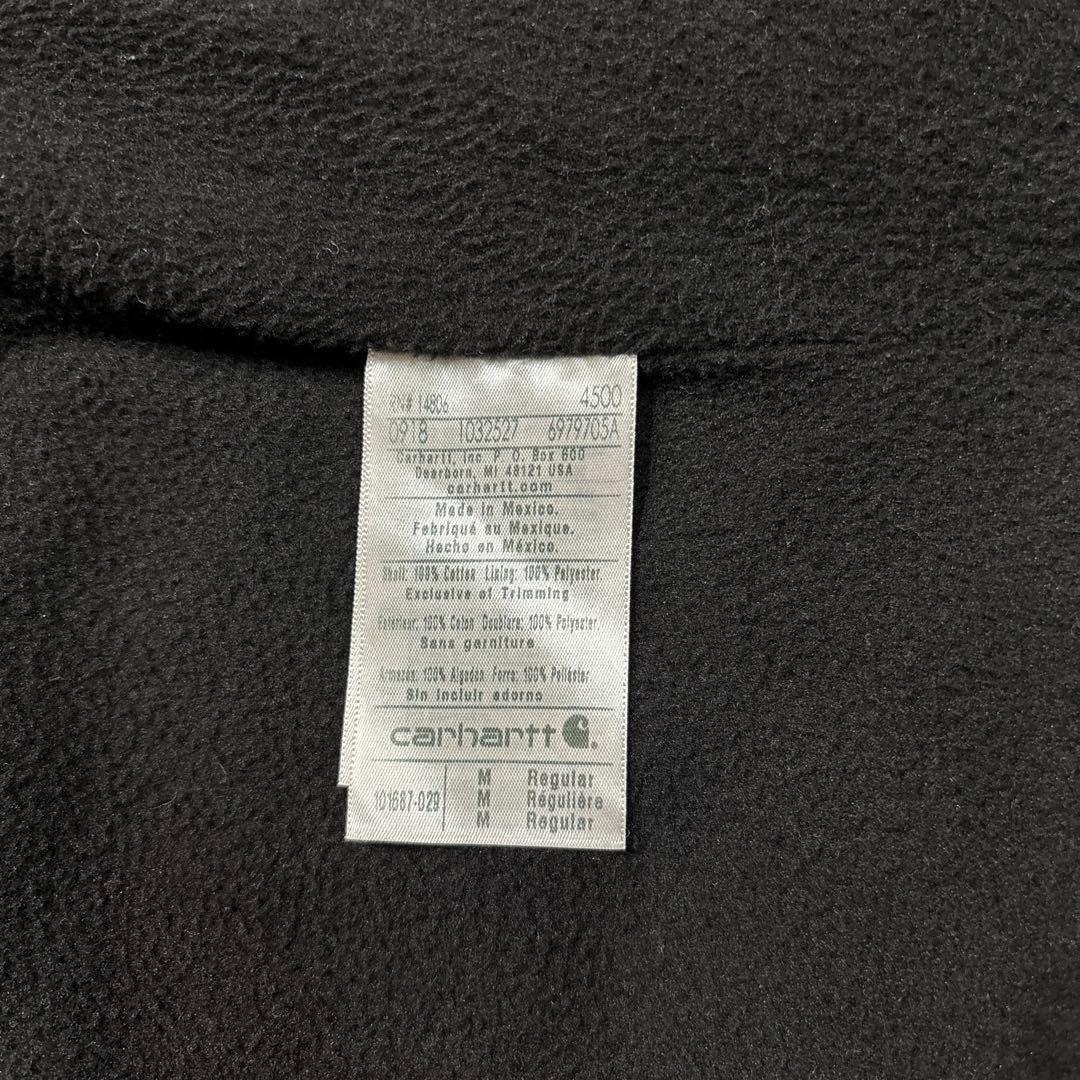 RN# 14806 4500
0918 1032527 6979705A
Carhartt, Inc P. O. Box 600
Dearborn, MI 48121 USA
carhartt.com
Made in Mexico.
Fabriqué au Mexique.
Hecho en México.
Shell: 100% Cotton Lining: 100% Polyester
Exclusive of Trimming
Extérieur: 100% Coton Doublure: 100% Polyester
Sans garniture
Armazon: 100% Algodón Forro: 100% Poliéster
Sin incluir adorno
carhartt
M Regular
101687-029 M Régulière
M Regular